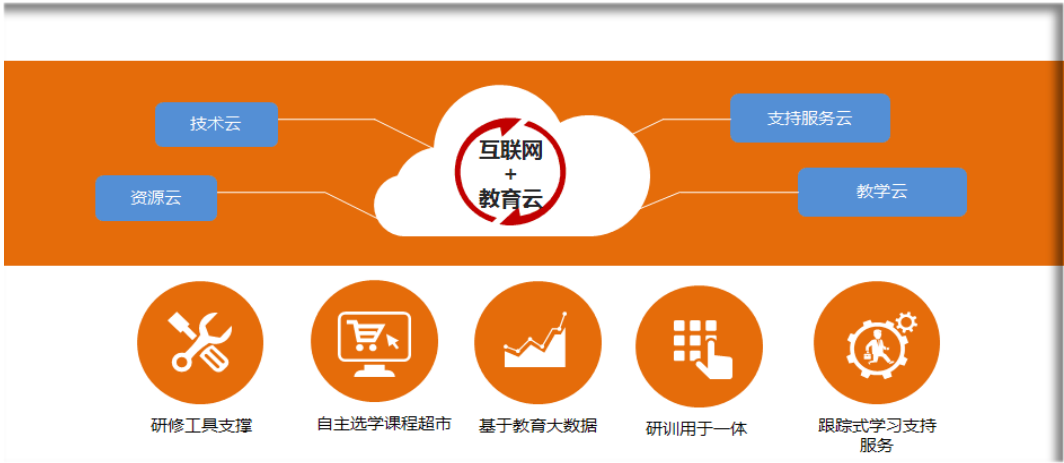 技术云
支持服务云
互联网
+
教育云
资源云
教学云
研修工具支撑
自主选学课程超市
基于教育大数据
研训用于一体
跟踪式学习支持
服务